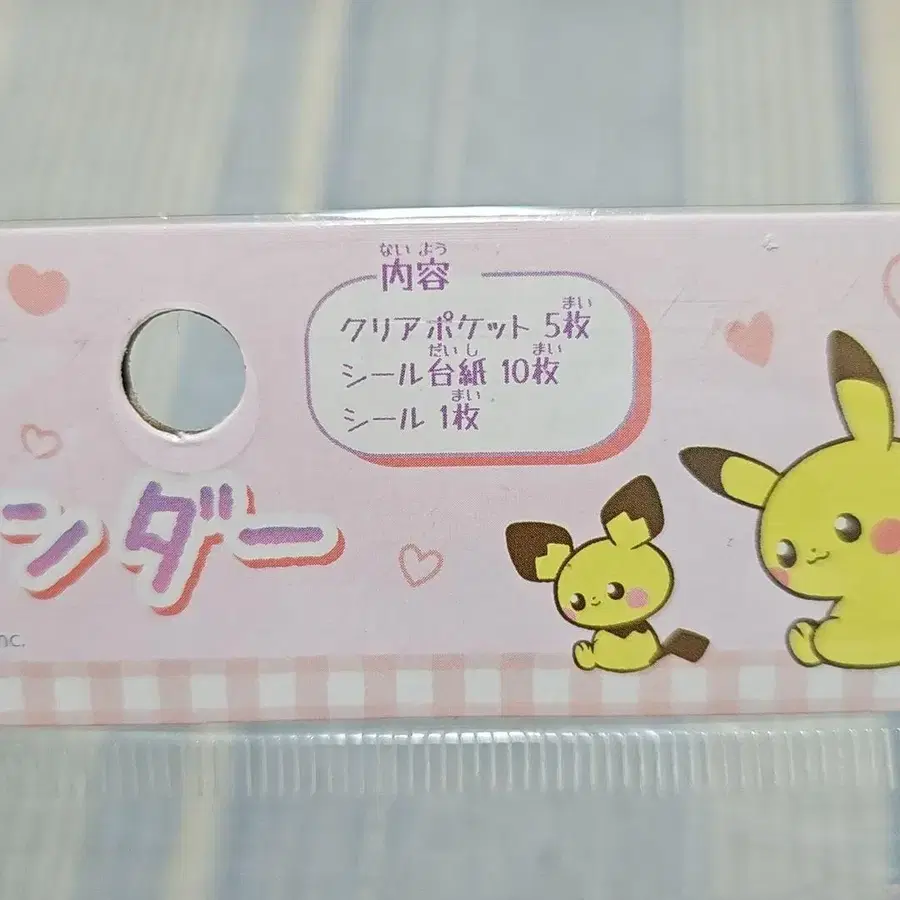 ない よう
内容
まい
クリアポケット 5枚
だいし まい
シール台紙 10枚
まい
シール 1枚
ンダー
nc.